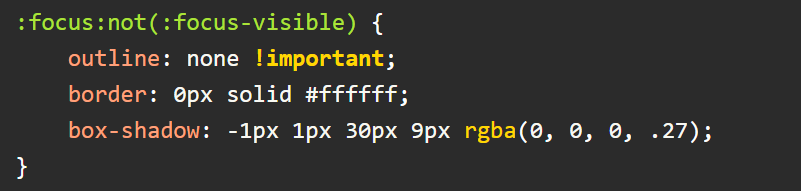 :focus:not(:focus-visible) {
    outline: none !important;
    border: 0px solid #ffffff;
    box-shadow: -1px 1px 30px 9px rgba(0, 0, 0, .27);
}